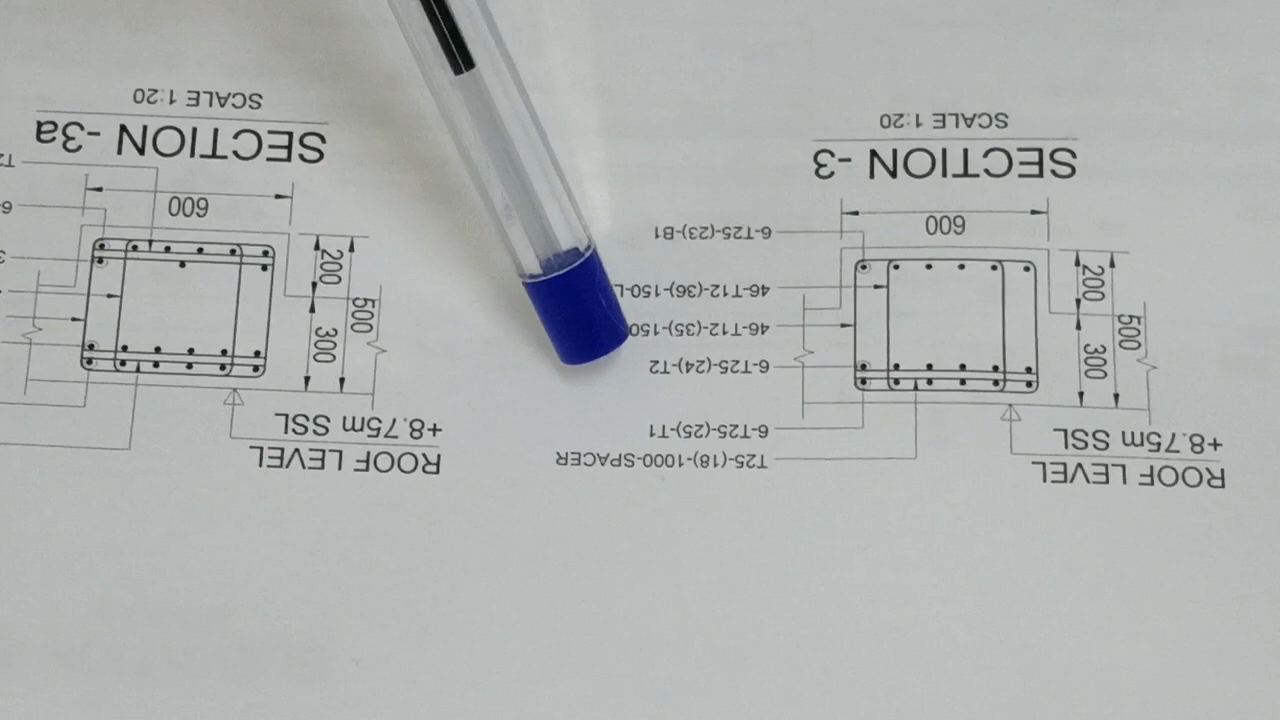 ROOF LEVEL
+8.75m SSL
T25-(18)-1000-SPACER
6-T25-(25)-T1
6-T25-(24)-T2
46-T12-(35)-150
46-T12-(36)-150-L
6-T25-(23)-B1
500
300
200
600
SECTION -3
SCALE 1:20
ROOF LEVEL
+8.75m SSL
500
300
200
600
SECTION -3a
SCALE 1:20